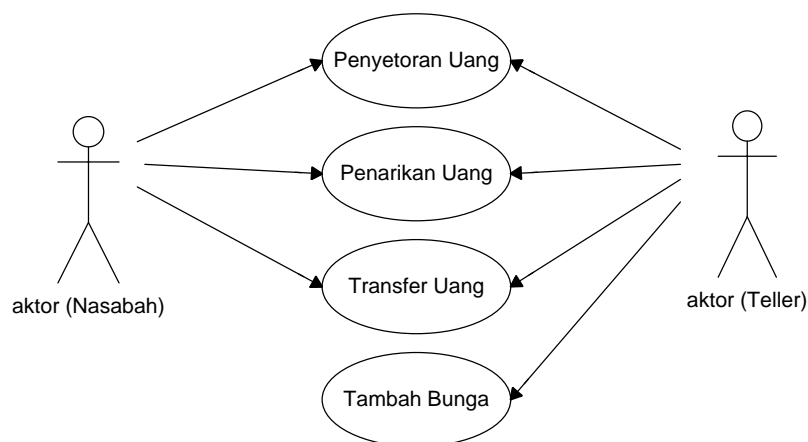 Penyetoran Uang
Penarikan Uang
Transfer Uang
aktor (Nasabah)
aktor (Teller)
Tambah Bunga